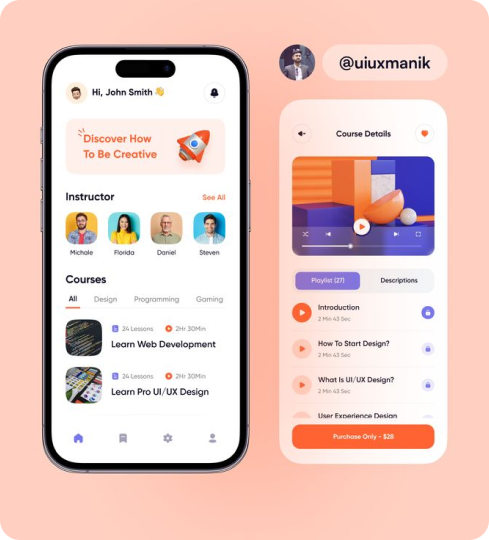 @uiuxmanik
Hi, John Smith 👋
Discover How
To Be Creative
Instructor
See All
Michale
Florida
Daniel
Steven
Courses
All
Design
Programming
Gaming
24 Lessons
2Hr 30Min
Learn Web Development
24 Lessons
2Hr 30Min
Learn Pro UI/UX Design
Course Details
Playlist (27)
Descriptions
Introduction
2 Min 43 Sec
How To Start Design?
2 Min 43 Sec
What Is UI/UX Design?
2 Min 43 Sec
User Experience Design
Purchase Only - $28